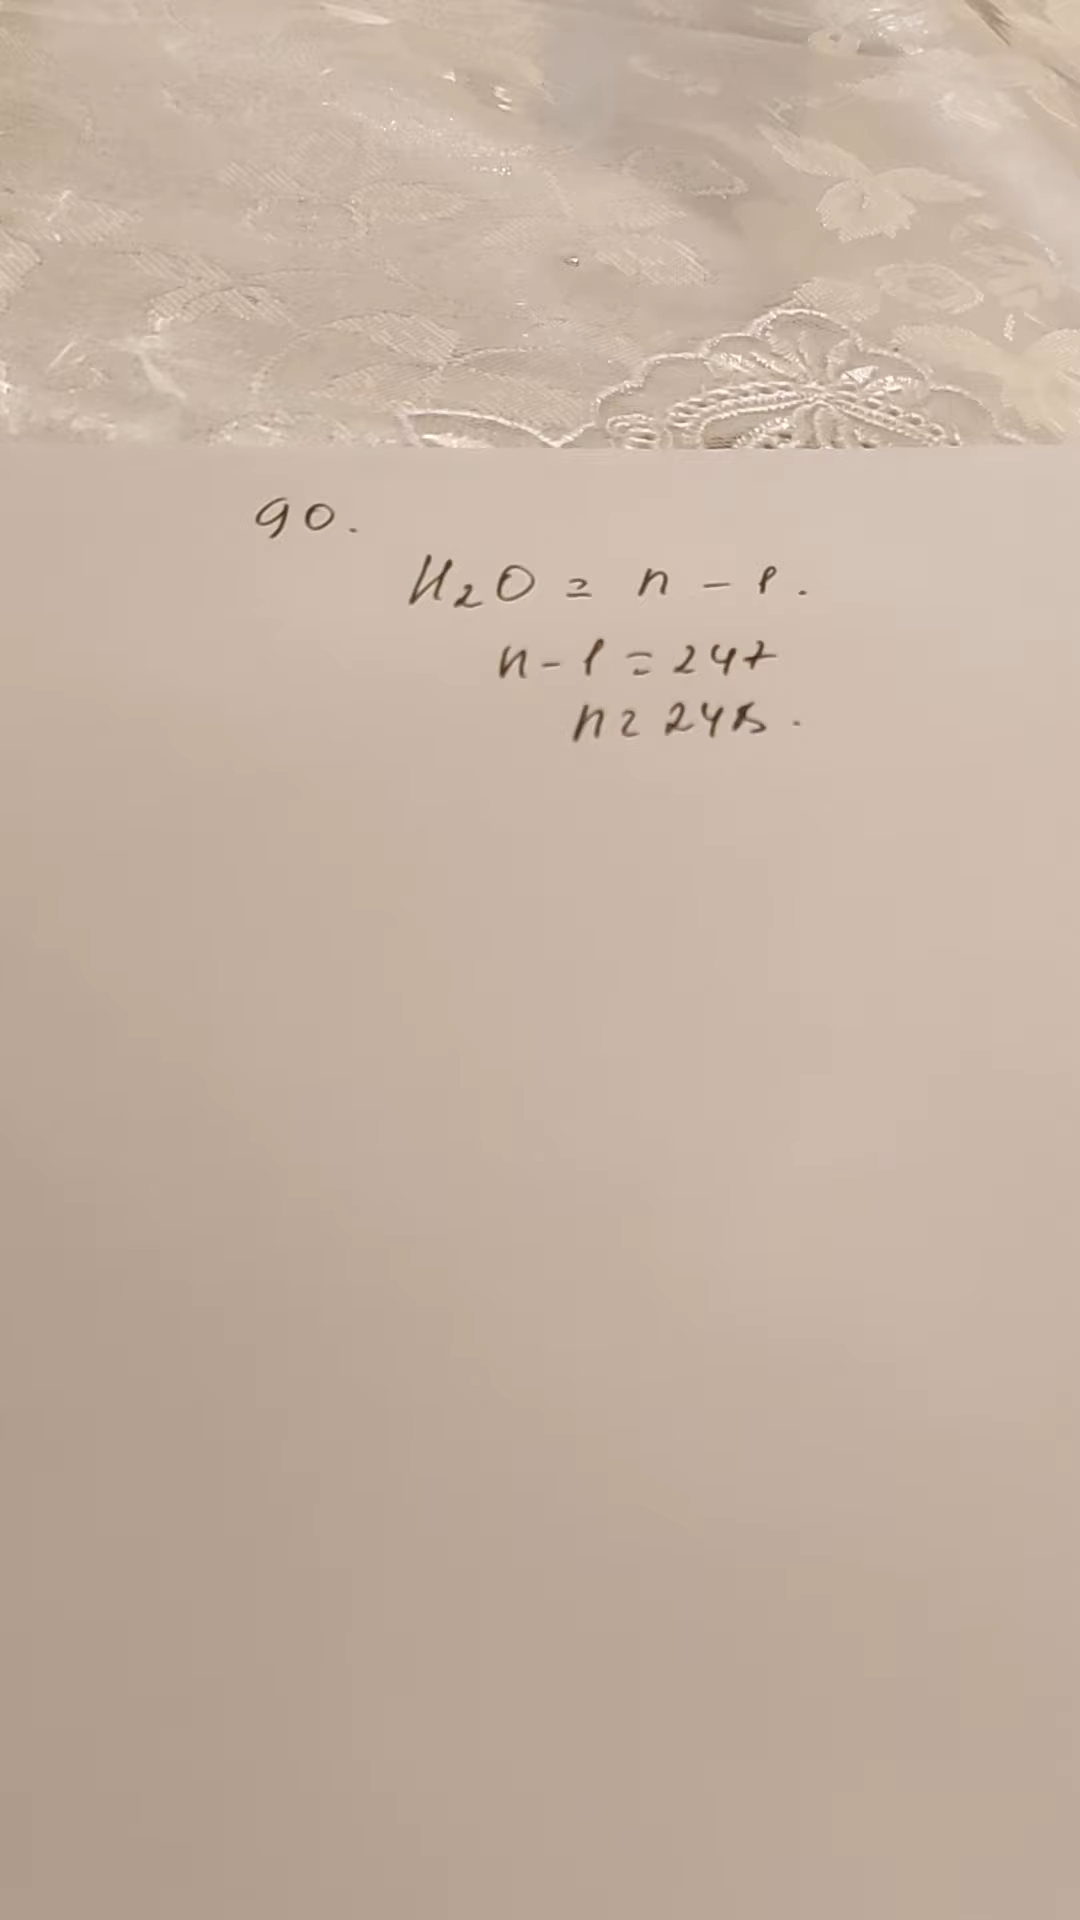 90.
H₂O = n - 1.
n - 1 = 247
n = 248.